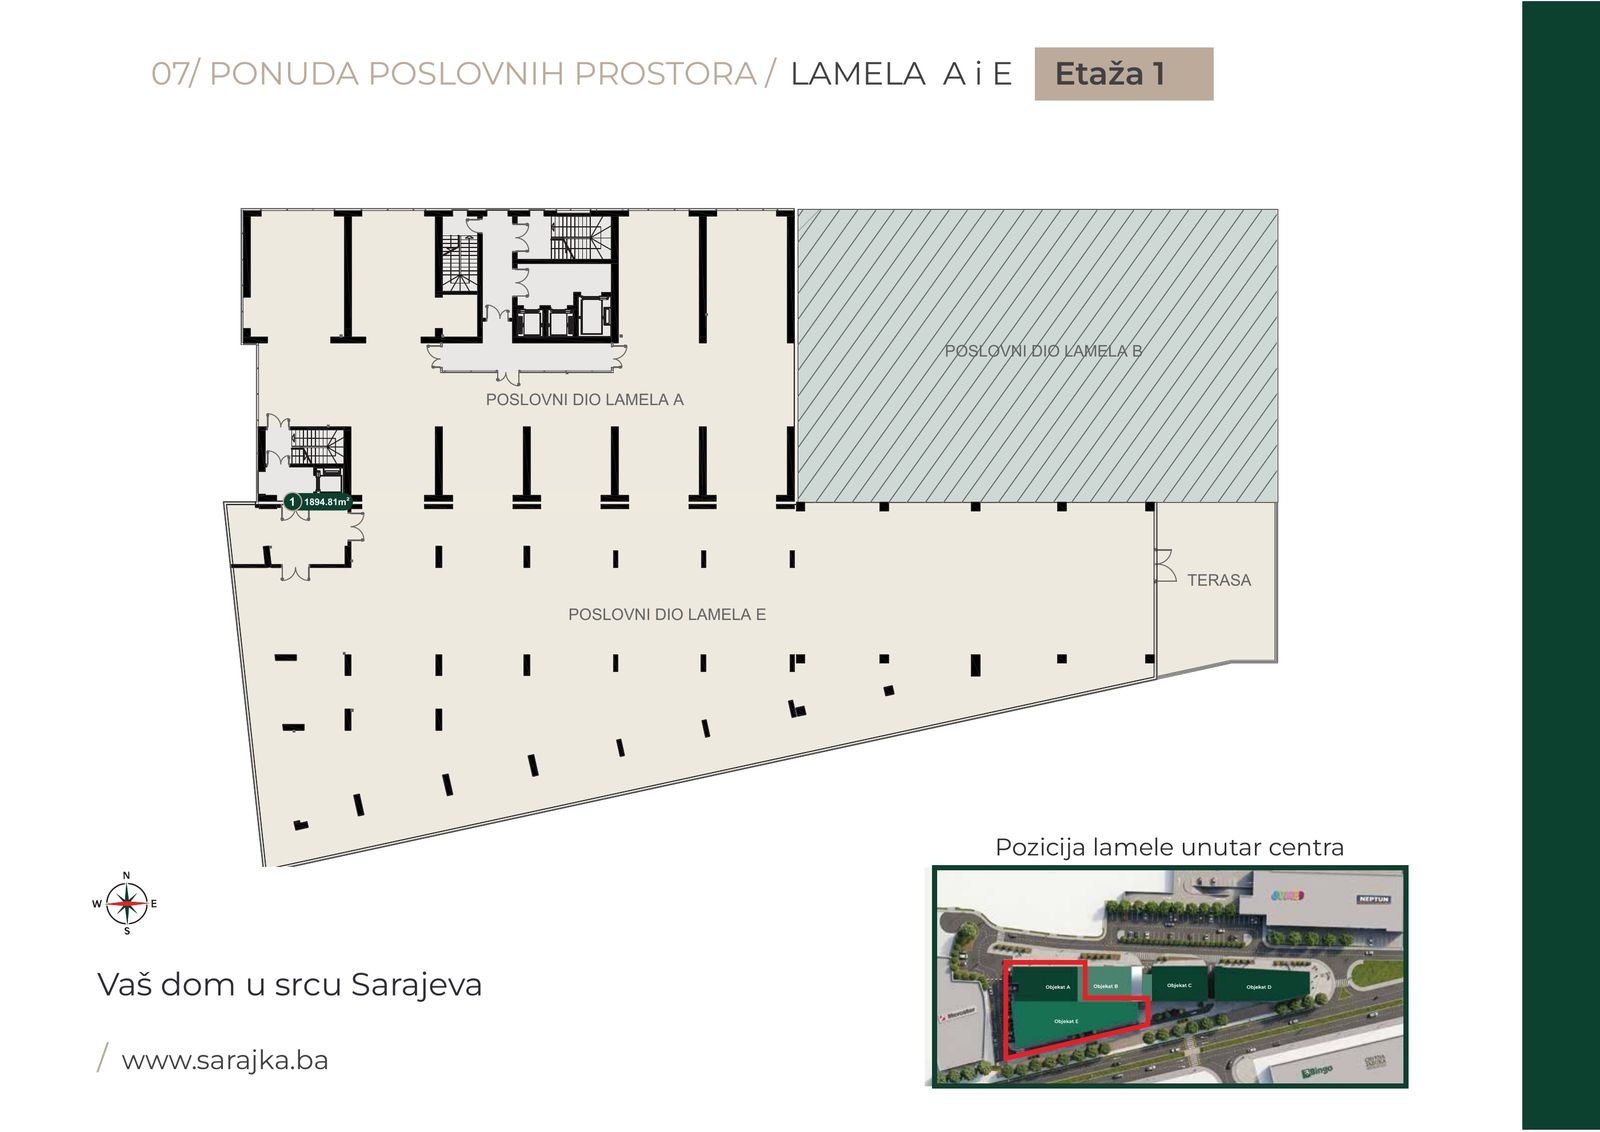 07/ PONUDA POSLOVNIH PROSTORA / LAMELA A i E Etaža 1
POSLOVNI DIO LAMELA B
POSLOVNI DIO LAMELA A
1 1894.81m²
TERASA
POSLOVNI DIO LAMELA E
Pozicija lamele unutar centra
N
W E
S
NEPTUN
Objekat A
Objekat B
Objekat C
Objekat D
Objekat E
Mercator
Bingo
Vaš dom u srcu Sarajeva
/ www.sarajka.ba